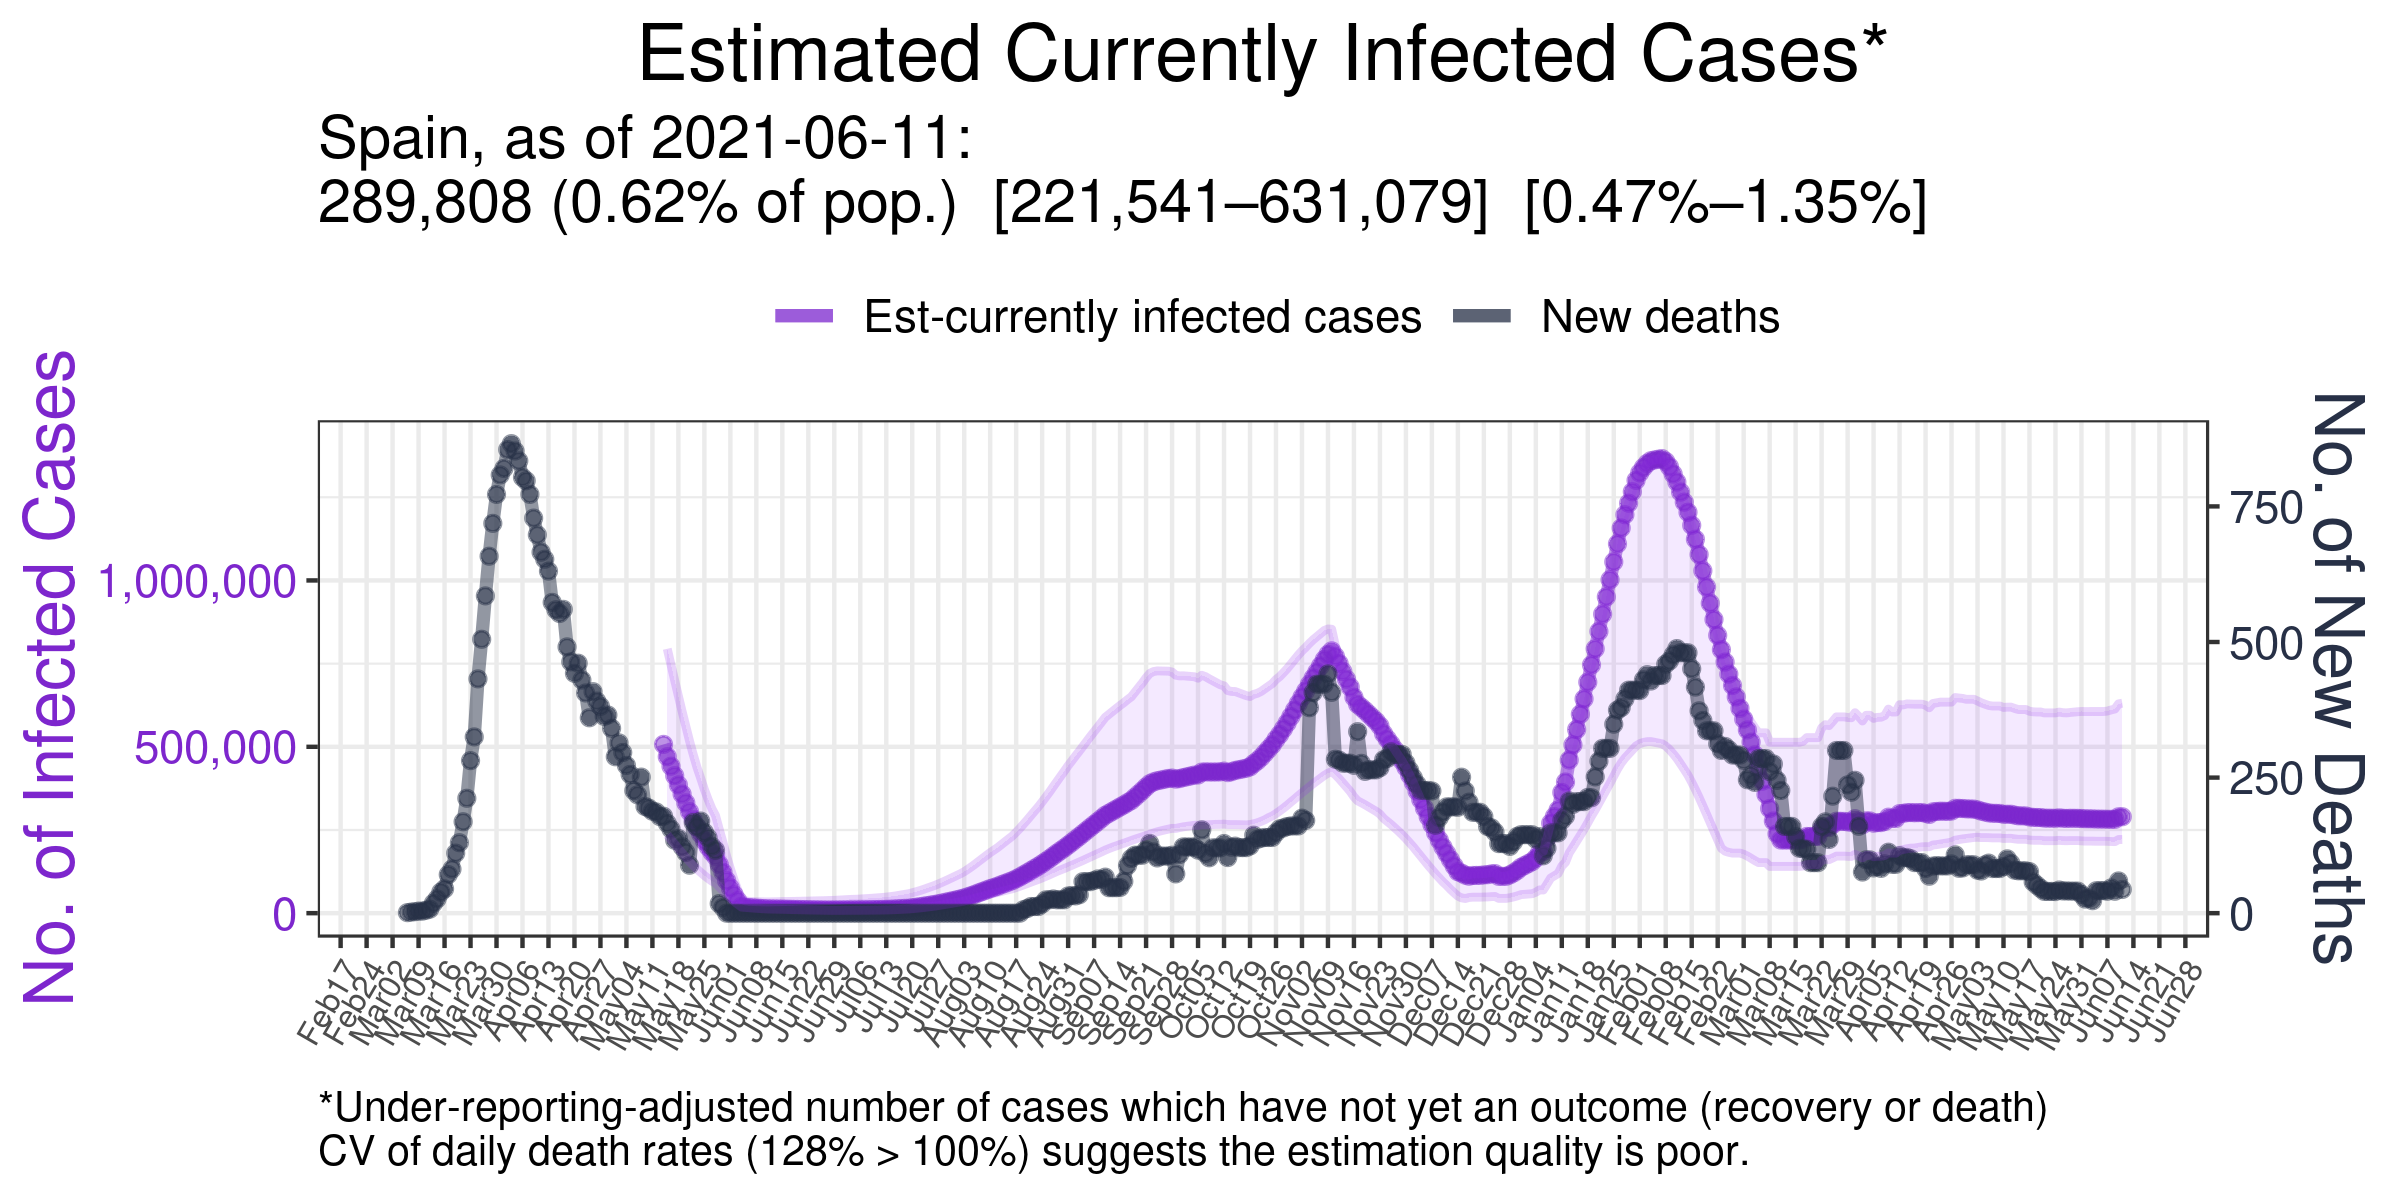 Estimated Currently Infected Cases*
Spain, as of 2021-06-11:
289,808 (0.62% of pop.) [221,541–631,079] [0.47%–1.35%]
Est-currently infected cases
New deaths
No. of Infected Cases
1,000,000
500,000
0
No. of New Deaths
750
500
250
0
Feb17
Feb24
Mar02
Mar09
Mar16
Mar23
Mar30
Apr06
Apr13
Apr20
Apr27
May04
May11
May18
May25
Jun01
Jun08
Jun15
Jun22
Jun29
Jul06
Jul13
Jul20
Jul27
Aug03
Aug10
Aug17
Aug24
Aug31
Sep07
Sep14
Sep21
Sep28
Oct05
Oct12
Oct19
Oct26
Nov02
Nov09
Nov16
Nov23
Nov30
Dec07
Dec14
Dec21
Dec28
Jan04
Jan11
Jan18
Jan25
Feb01
Feb08
Feb15
Feb22
Mar01
Mar08
Mar15
Mar22
Mar29
Apr05
Apr12
Apr19
Apr26
May03
May10
May17
May24
May31
Jun07
Jun14
Jun21
Jun28
*Under-reporting-adjusted number of cases which have not yet an outcome (recovery or death)
CV of daily death rates (128% > 100%) suggests the estimation quality is poor.